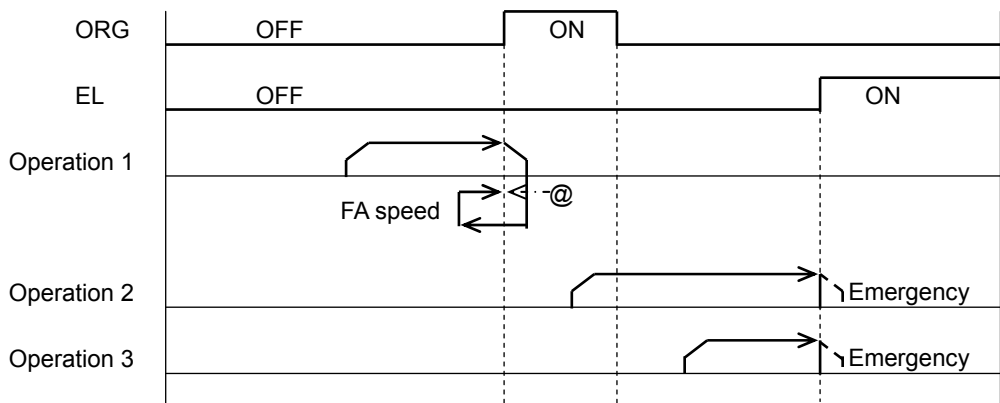 ORG OFF ON
EL OFF ON
Operation 1
@
FA speed
Operation 2 Emergency
Operation 3 Emergency